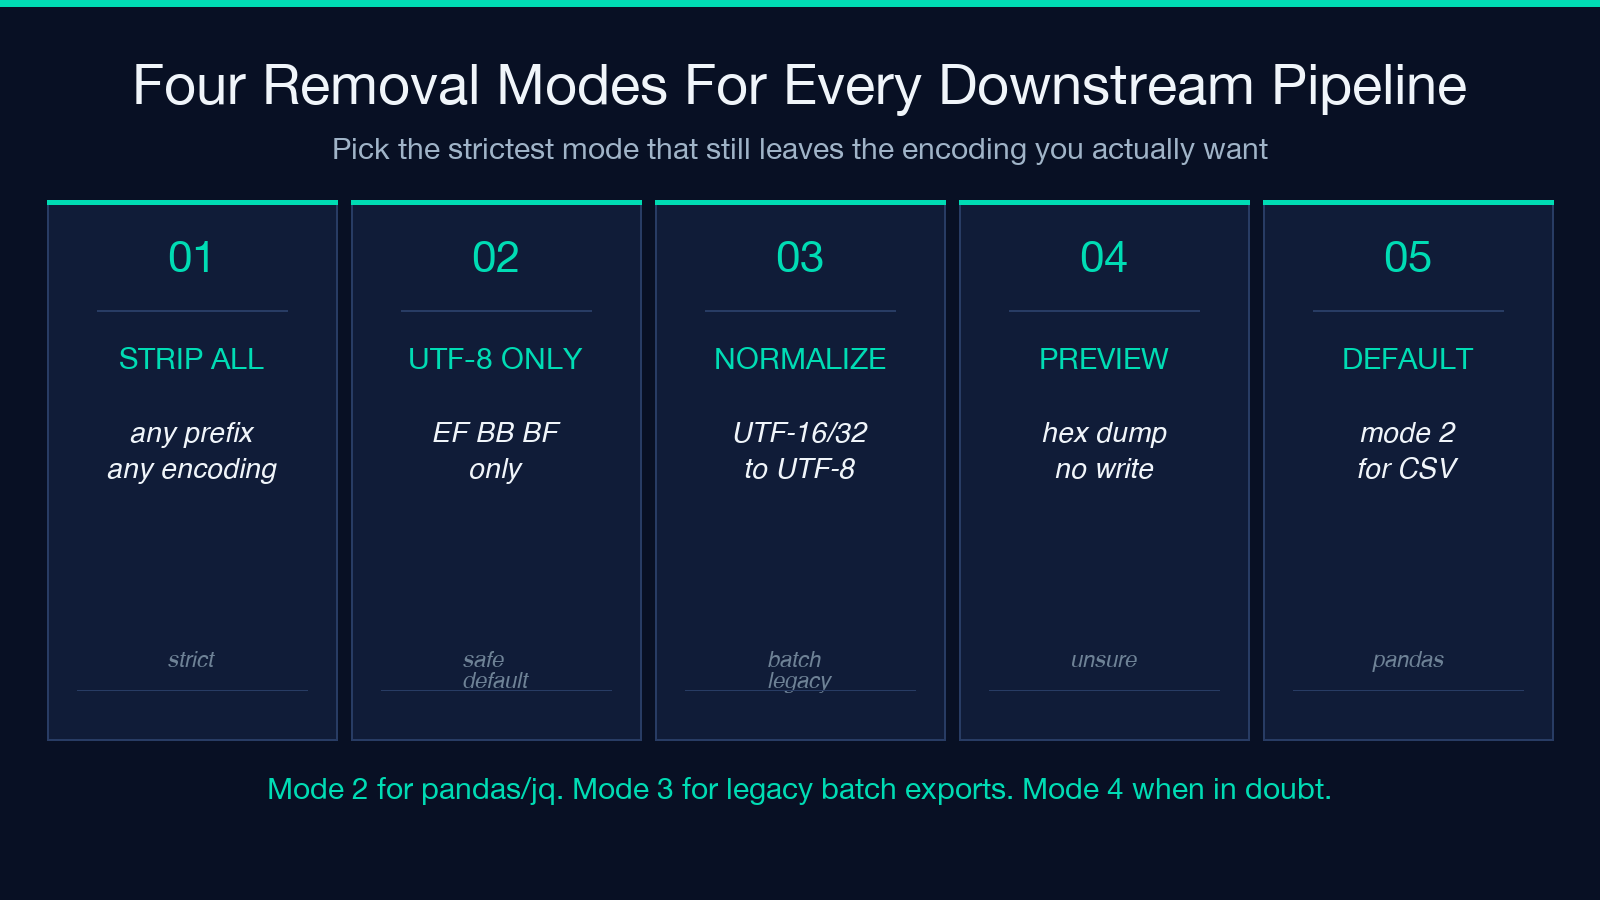 Four Removal Modes For Every Downstream Pipeline
Pick the strictest mode that still leaves the encoding you actually want
01
STRIP ALL
any prefix
any encoding
strict
02
UTF-8 ONLY
EF BB BF
only
safe
default
03
NORMALIZE
UTF-16/32
to UTF-8
batch
legacy
04
PREVIEW
hex dump
no write
unsure
05
DEFAULT
mode 2
for CSV
pandas
Mode 2 for pandas/jq. Mode 3 for legacy batch exports. Mode 4 when in doubt.